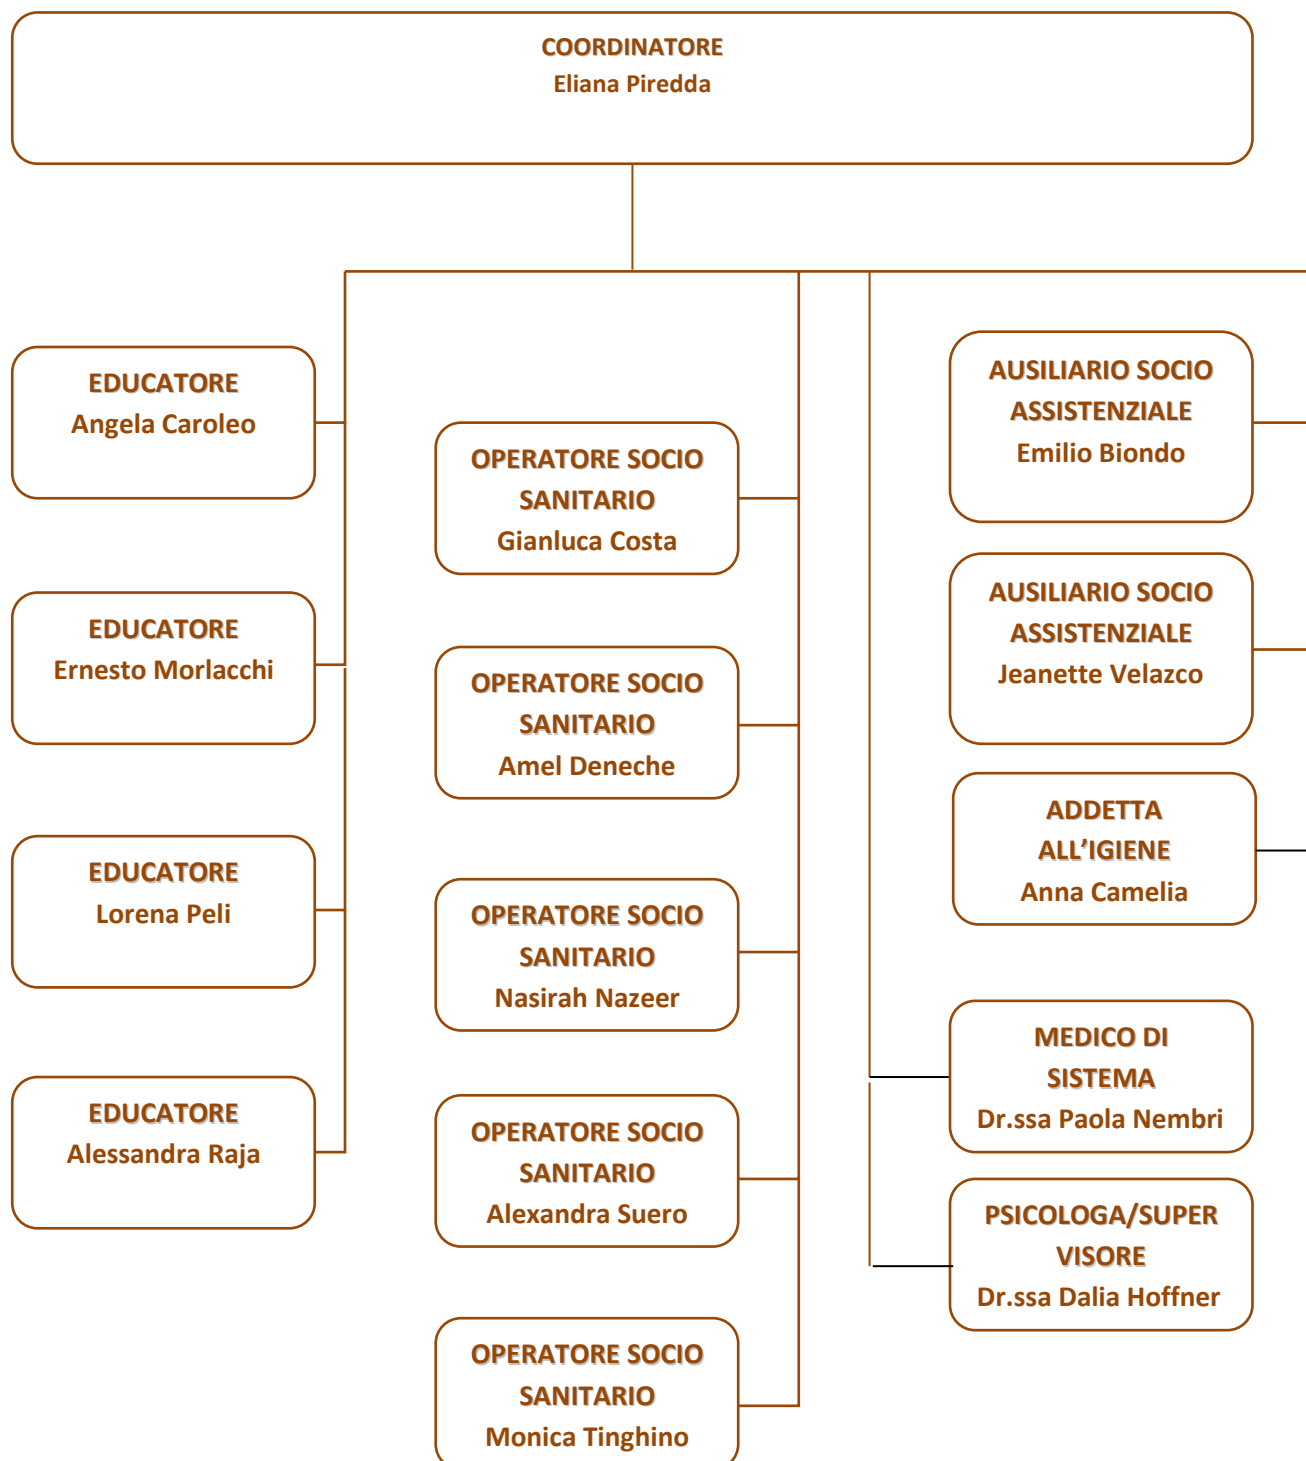 COORDINATORE
Eliana Piredda
EDUCATORE
Angela Caroleo
EDUCATORE
Ernesto Morlacchi
EDUCATORE
Lorena Peli
EDUCATORE
Alessandra Raja
OPERATORE SOCIO
SANITARIO
Gianluca Costa
OPERATORE SOCIO
SANITARIO
Amel Deneche
OPERATORE SOCIO
SANITARIO
Nasirah Nazeer
OPERATORE SOCIO
SANITARIO
Alexandra Suero
OPERATORE SOCIO
SANITARIO
Monica Tinghino
AUSILIARIO SOCIO
ASSISTENZIALE
Emilio Biondo
AUSILIARIO SOCIO
ASSISTENZIALE
Jeanette Velazco
ADDETTA
ALL’IGIENE
Anna Camelia
MEDICO DI
SISTEMA
Dr.ssa Paola Nembri
PSICOLOGA/SUPER
VISORE
Dr.ssa Dalia Hoffner